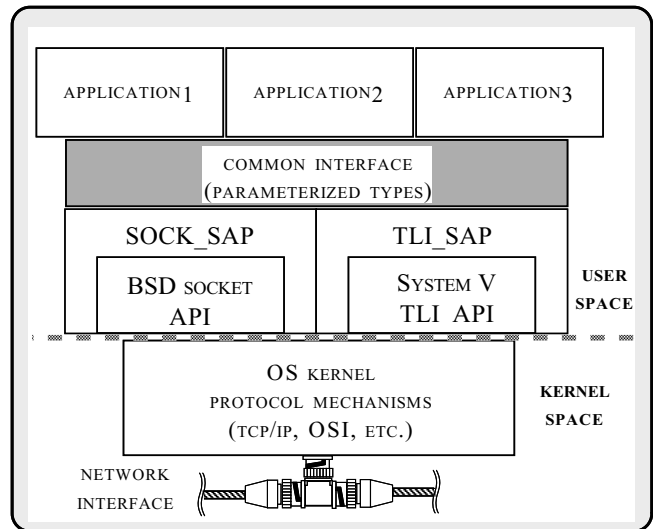 APPLICATION1
APPLICATION2
APPLICATION3
COMMON INTERFACE
(PARAMETERIZED TYPES)
SOCK_SAP
TLI_SAP
BSD SOCKET
API
SYSTEM V
TLI API
USER
SPACE
OS KERNEL
PROTOCOL MECHANISMS
(TCP/IP, OSI, ETC.)
KERNEL
SPACE
NETWORK
INTERFACE